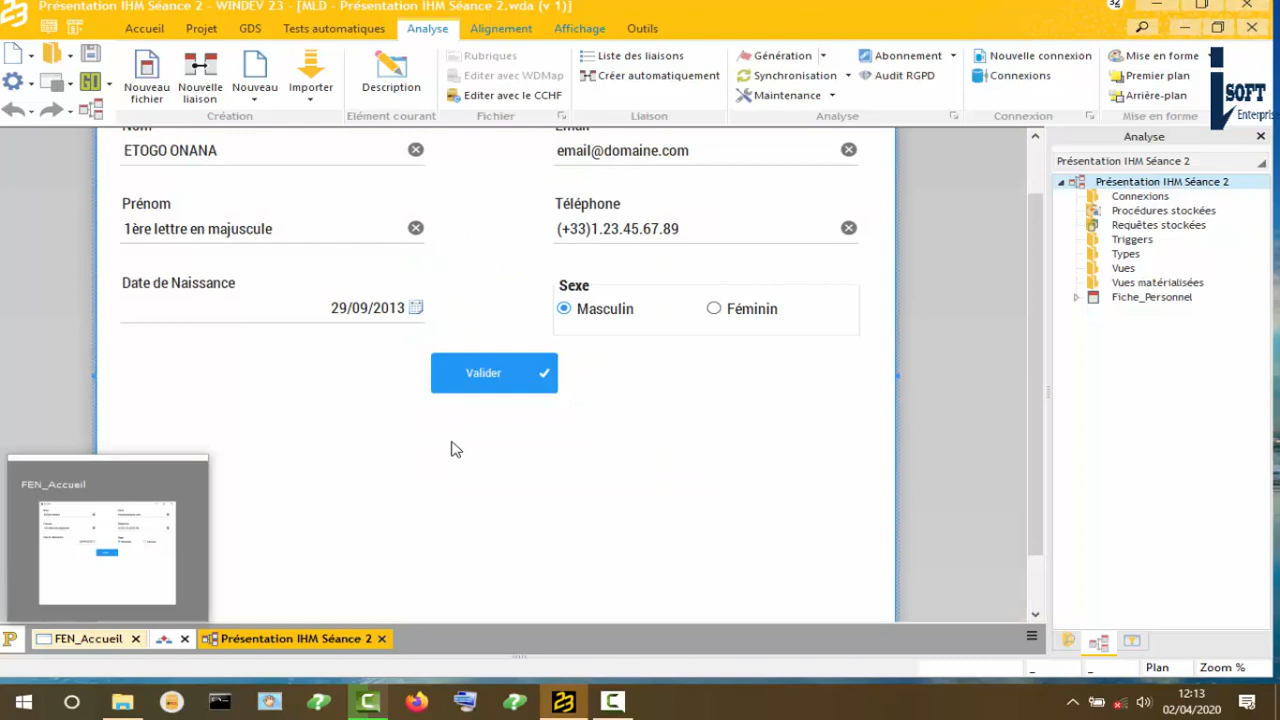 Présentation IHM Séance 2 - WINDEV 23 - [MLD - Présentation IHM Séance 2.wda (v 1)]
32
Accueil Projet GDS Tests automatiques Analyse Alignement Affichage Outils
Nouveau fichier
Nouvelle liaison
Nouveau
Importer
Création
Description
Elément courant
Rubriques
Editer avec WDMap
Editer avec le CCHF
Fichier
Liste des liaisons
Créer automatiquement
Liaison
Génération
Synchronisation
Maintenance
Abonnement
Audit RGPD
Analyse
Nouvelle connexion
Connexions
Connexion
Mise en forme
Premier plan
Arrière-plan
Mise en forme
SOFT
Enterprise
Nom
ETOGO ONANA
Email
email@domaine.com
Prénom
1ère lettre en majuscule
Téléphone
(+33)1.23.45.67.89
Date de Naissance
29/09/2013
Sexe
Masculin Féminin
Valider
Analyse
Présentation IHM Séance 2
Présentation IHM Séance 2
Connexions
Procédures stockées
Requêtes stockées
Triggers
Types
Vues
Vues matérialisées
Fiche_Personnel
FEN_Accueil
FEN_Accueil
Présentation IHM Séance 2
Plan
Zoom %
12:13
02/04/2020